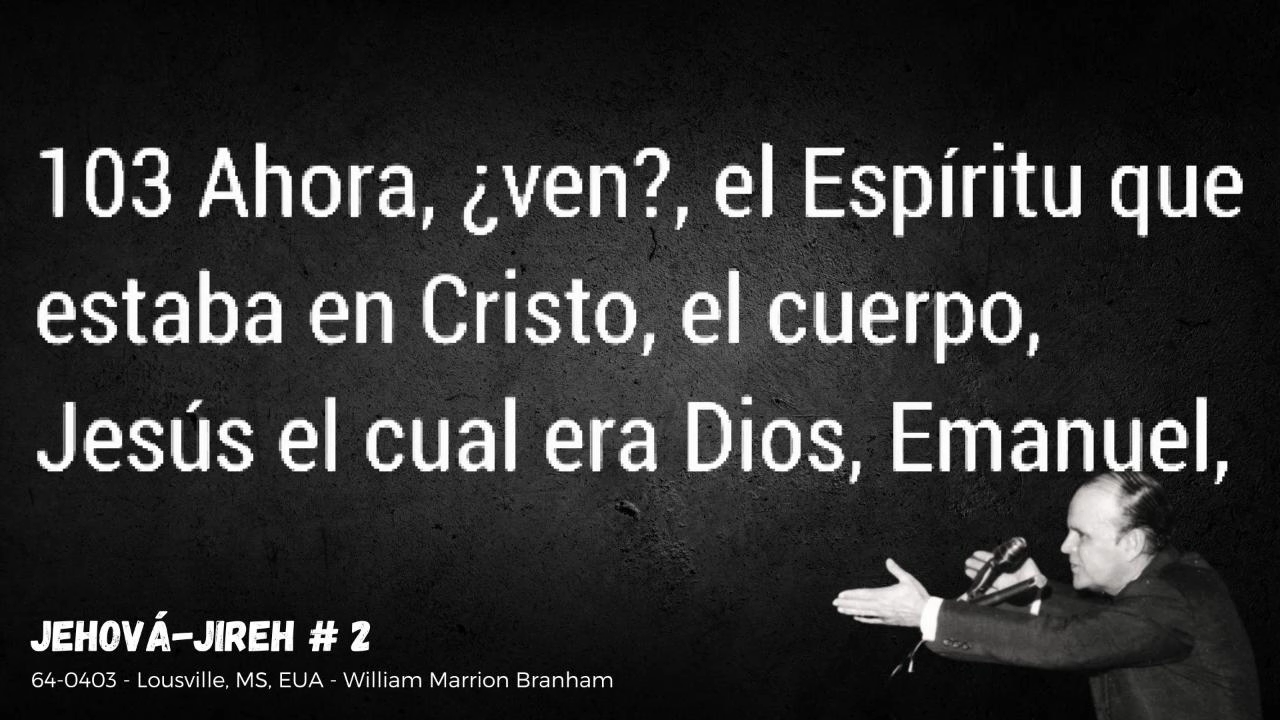 103 Ahora, ¿ven?, el Espíritu que
estaba en Cristo, el cuerpo,
Jesús el cual era Dios, Emanuel,
JEHOVÁ-JIREH # 2
64-0403 - Lousville, MS, EUA - William Marrion Branham